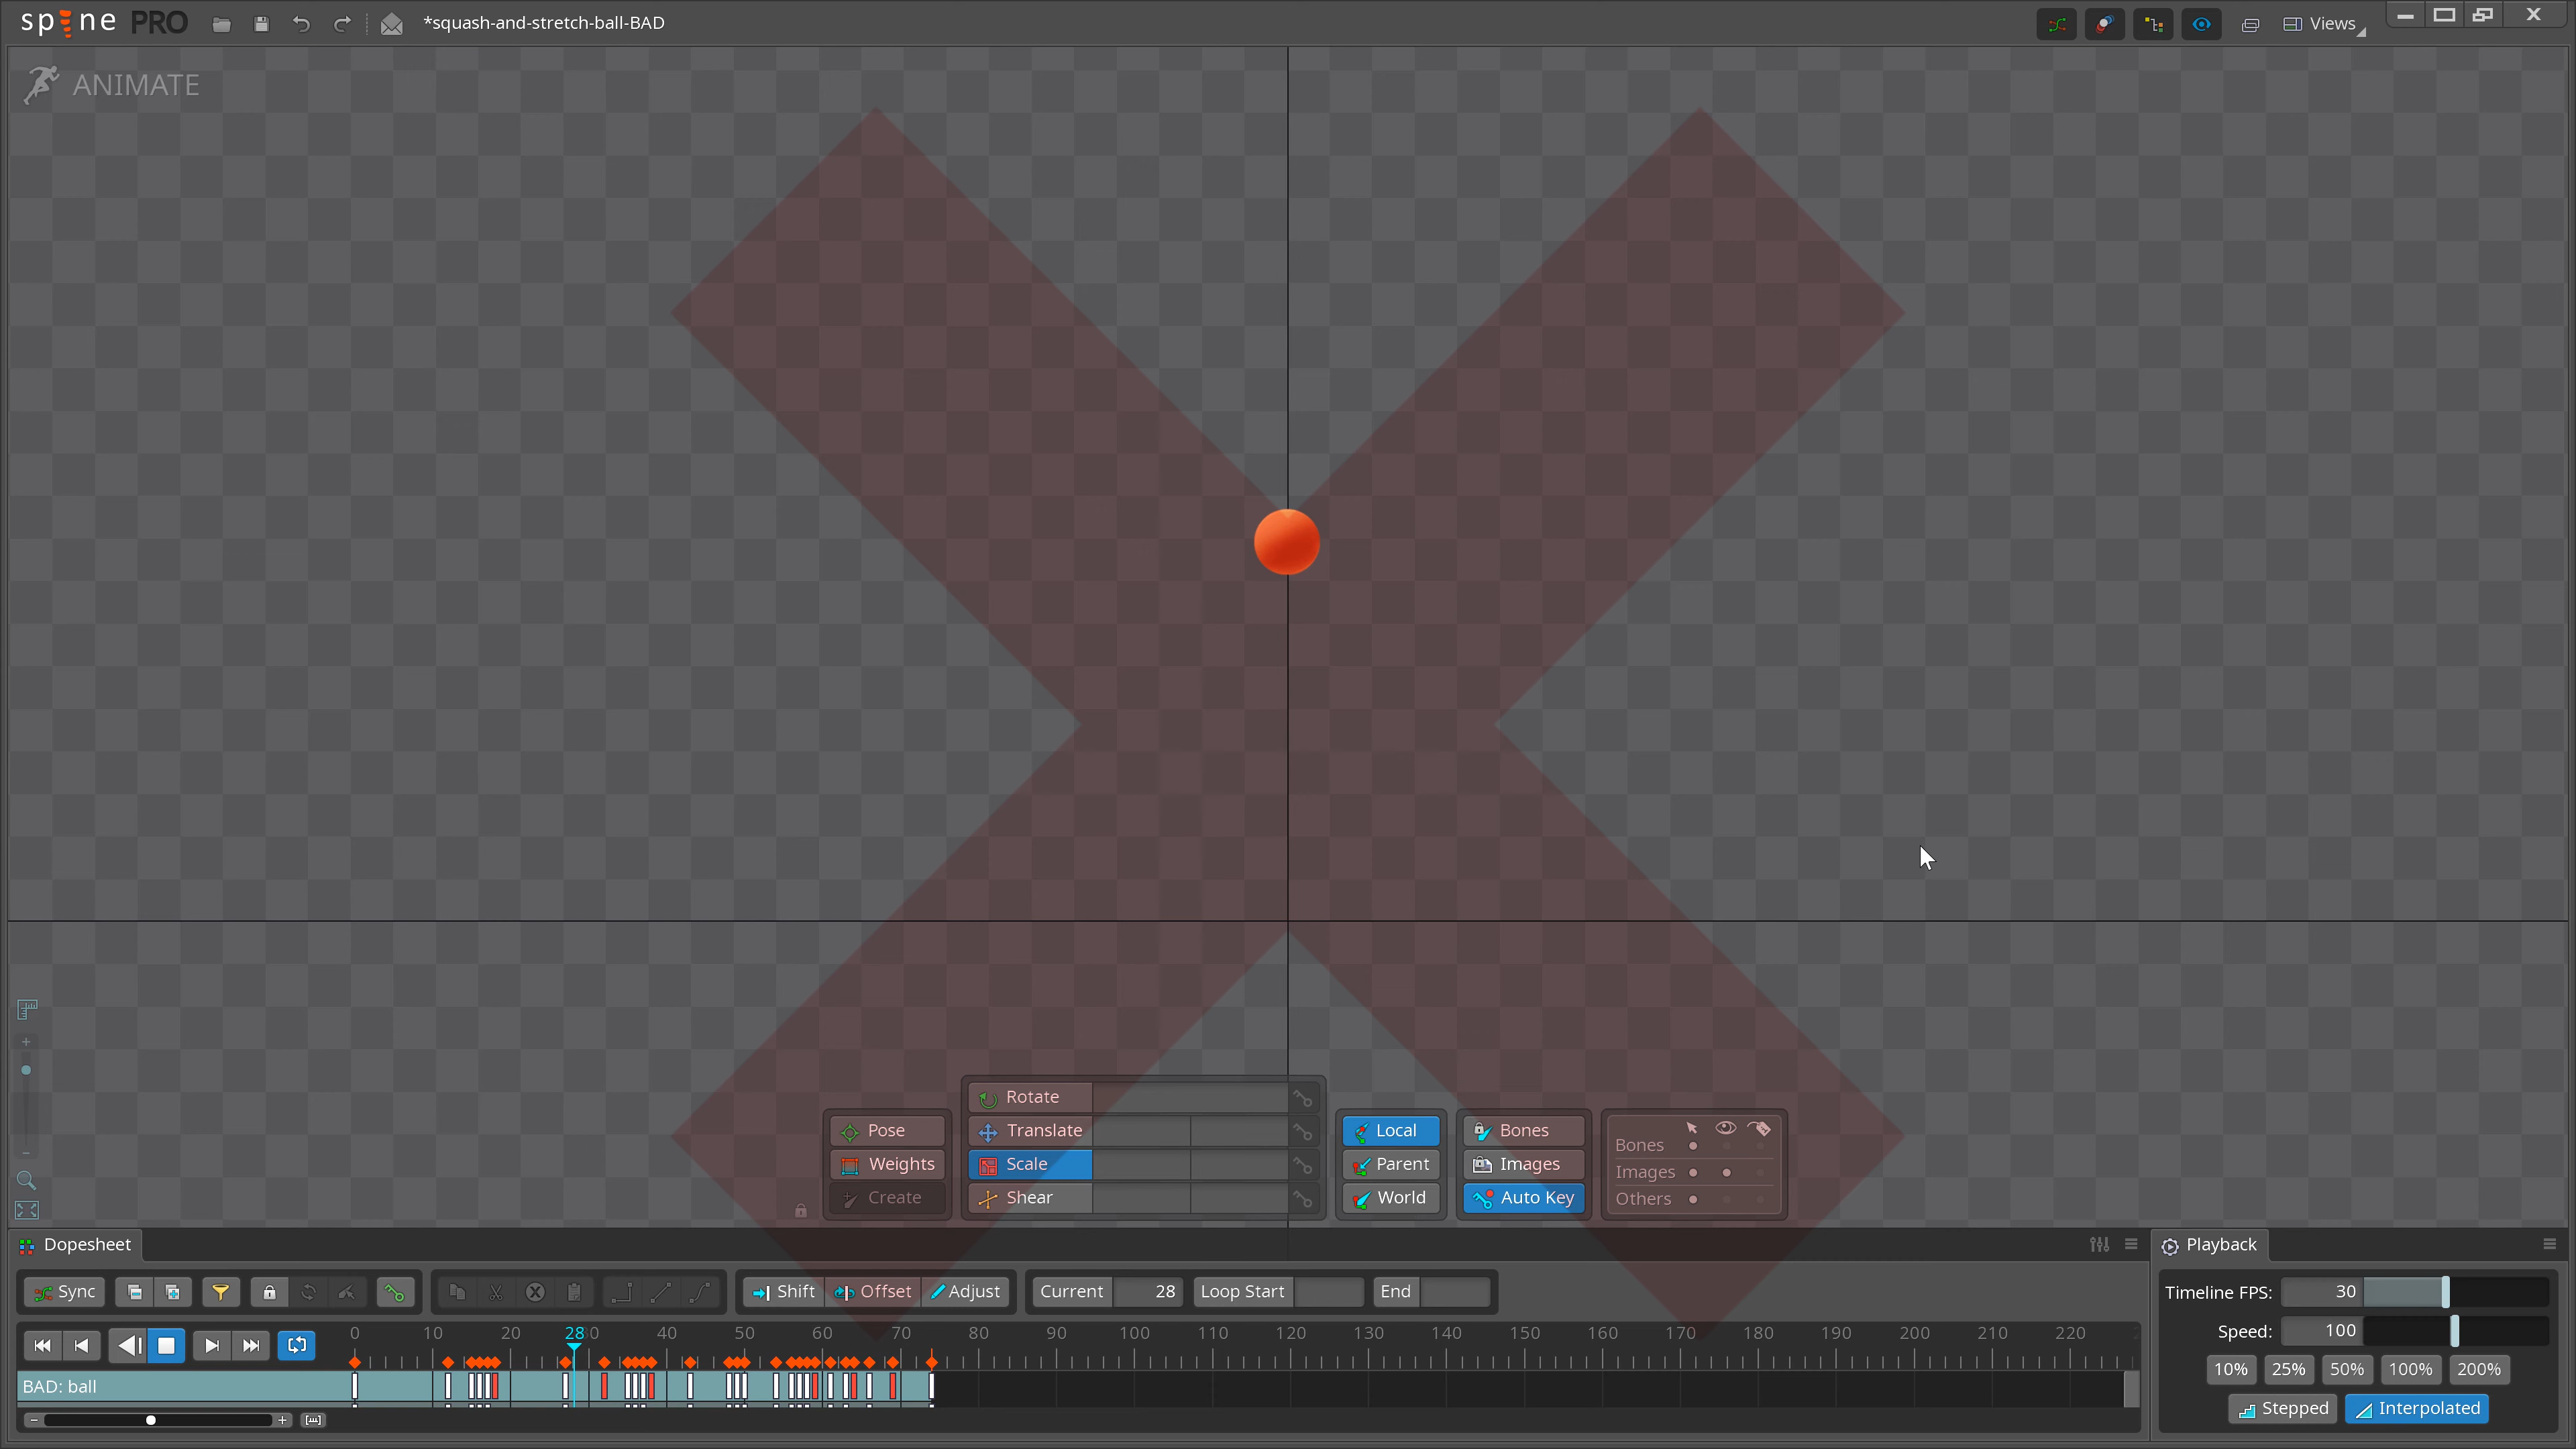 spine PRO
*squash-and-stretch-ball-BAD
Views
ANIMATE
Rotate
Pose
Translate
Local
Bones
Bones
Weights
Scale
Parent
Images
Images
Create
Shear
World
Auto Key
Others
Dopesheet
Playback
Sync
Shift
Offset
Adjust
Current 28
Loop Start
End
Timeline FPS: 30
0 10 20 28 40 50 60 70 80 90 100 110 120 130 140 150 160 170 180 190 200 210 220
Speed: 100
BAD: ball
10% 25% 50% 100% 200%
Stepped
Interpolated